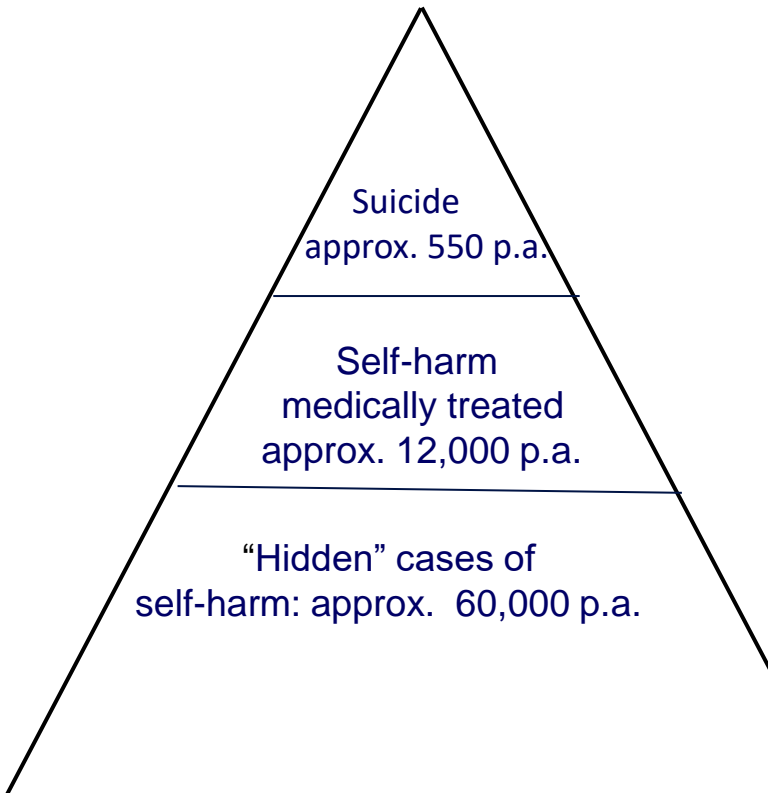 Suicide
approx. 550 p.a.
Self-harm
medically treated
approx. 12,000 p.a.
“Hidden” cases of
self-harm: approx.  60,000 p.a.